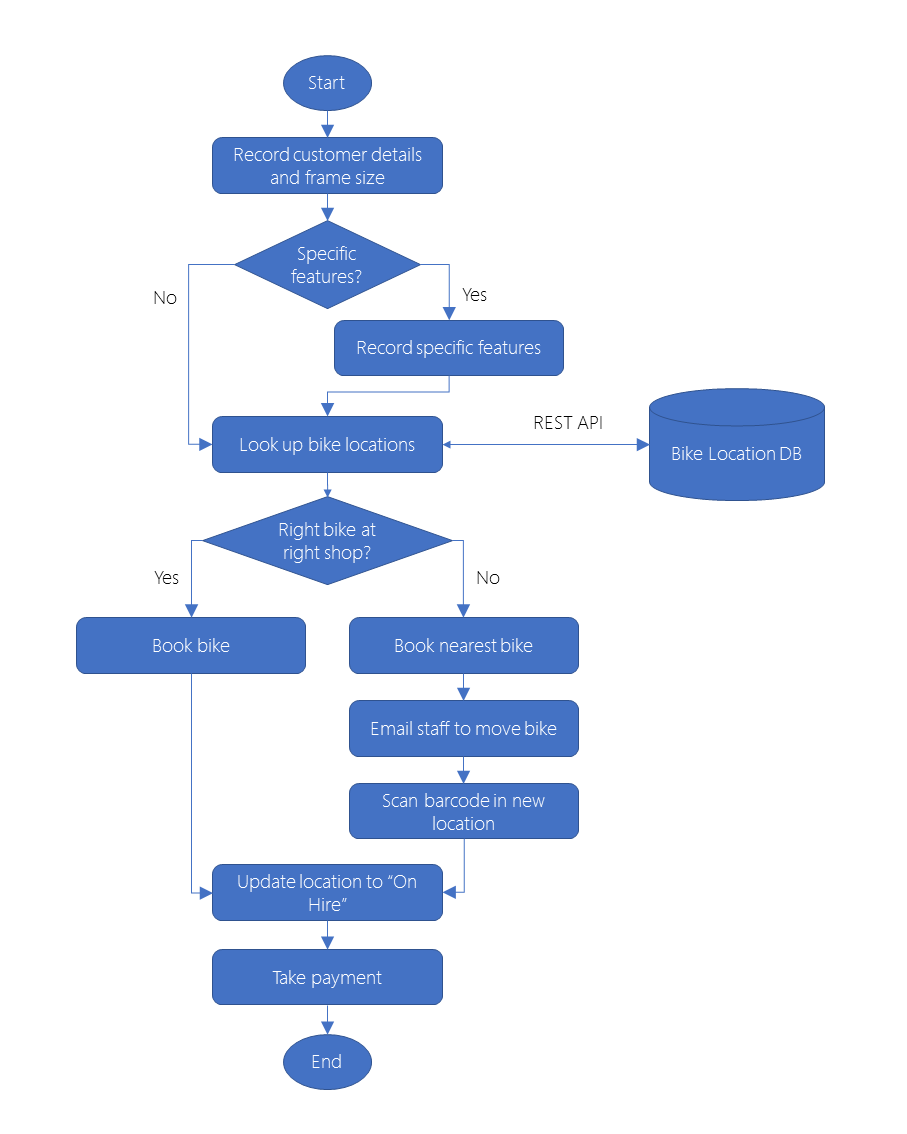 Start
Record customer details
and frame size
Specific
features?
No
Yes
Record specific features
Look up bike locations
REST API
Bike Location DB
Right bike at
right shop?
Yes
No
Book bike
Book nearest bike
Email staff to move bike
Scan barcode in new
location
Update location to “On
Hire”
Take payment
End